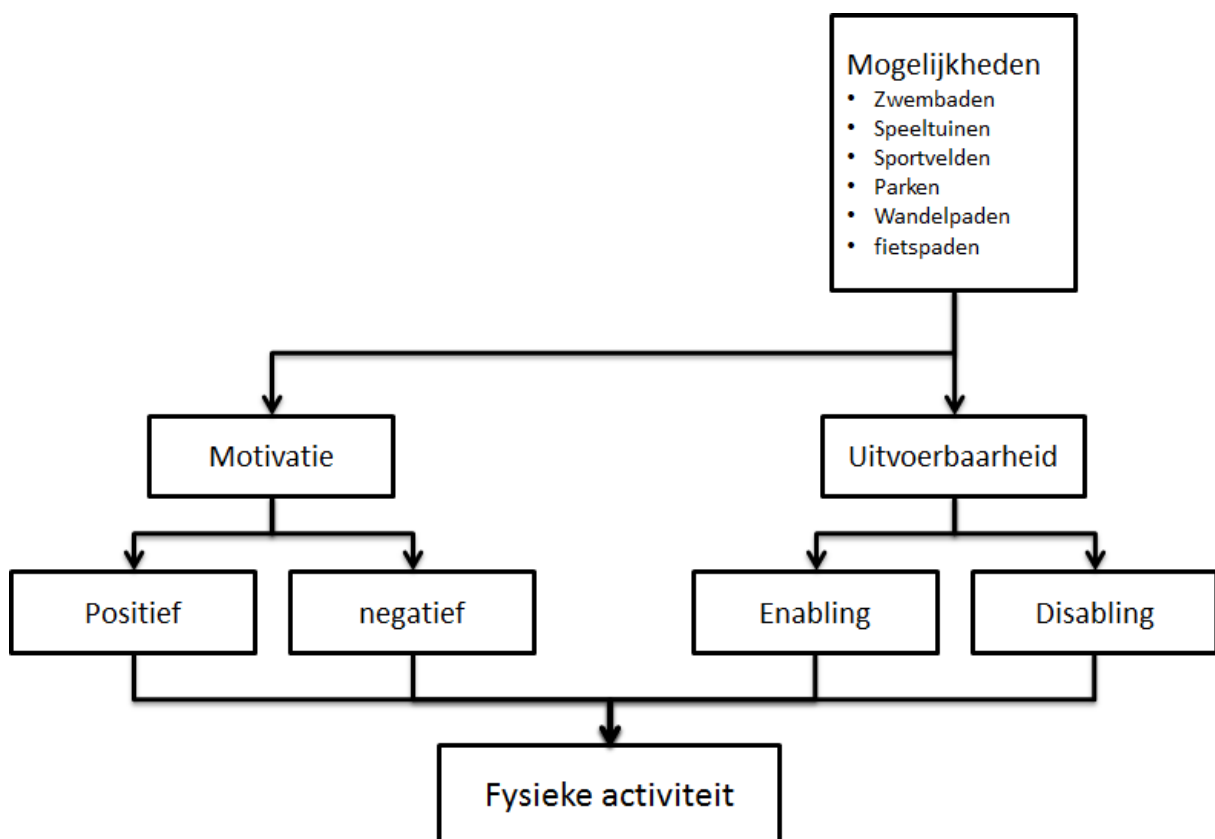 Mogelijkheden
• Zwembaden
• Speeltuinen
• Sportvelden
• Parken
• Wandelpaden
• fietspaden
Motivatie
Uitvoerbaarheid
Positief
negatief
Enabling
Disabling
Fysieke activiteit